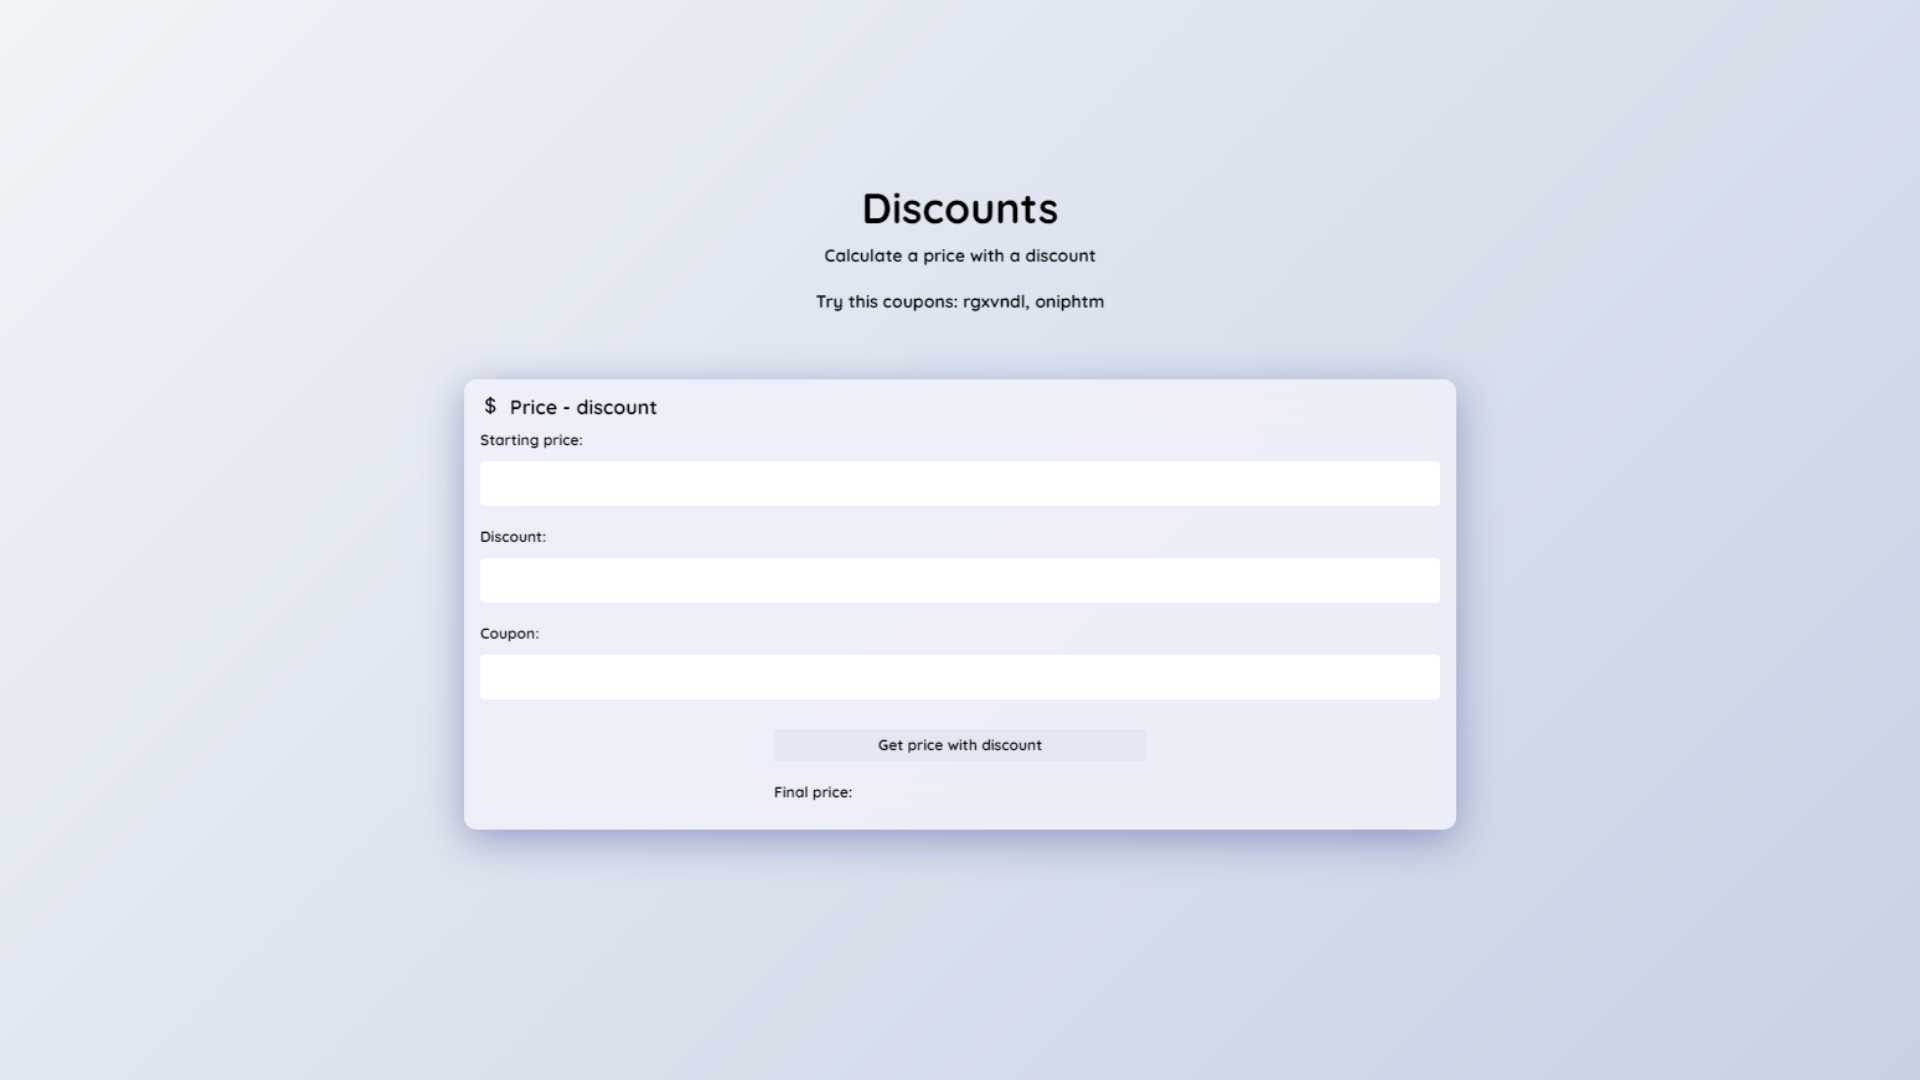 Discounts
Calculate a price with a discount
Try this coupons: rgxvndl, oniphtm
$ Price - discount
Starting price:
Discount:
Coupon:
Get price with discount
Final price: